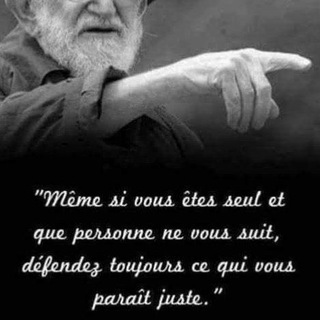 "Même si vous êtes seul et
que personne ne vous suit,
défendez toujours ce qui vous
paraît juste."